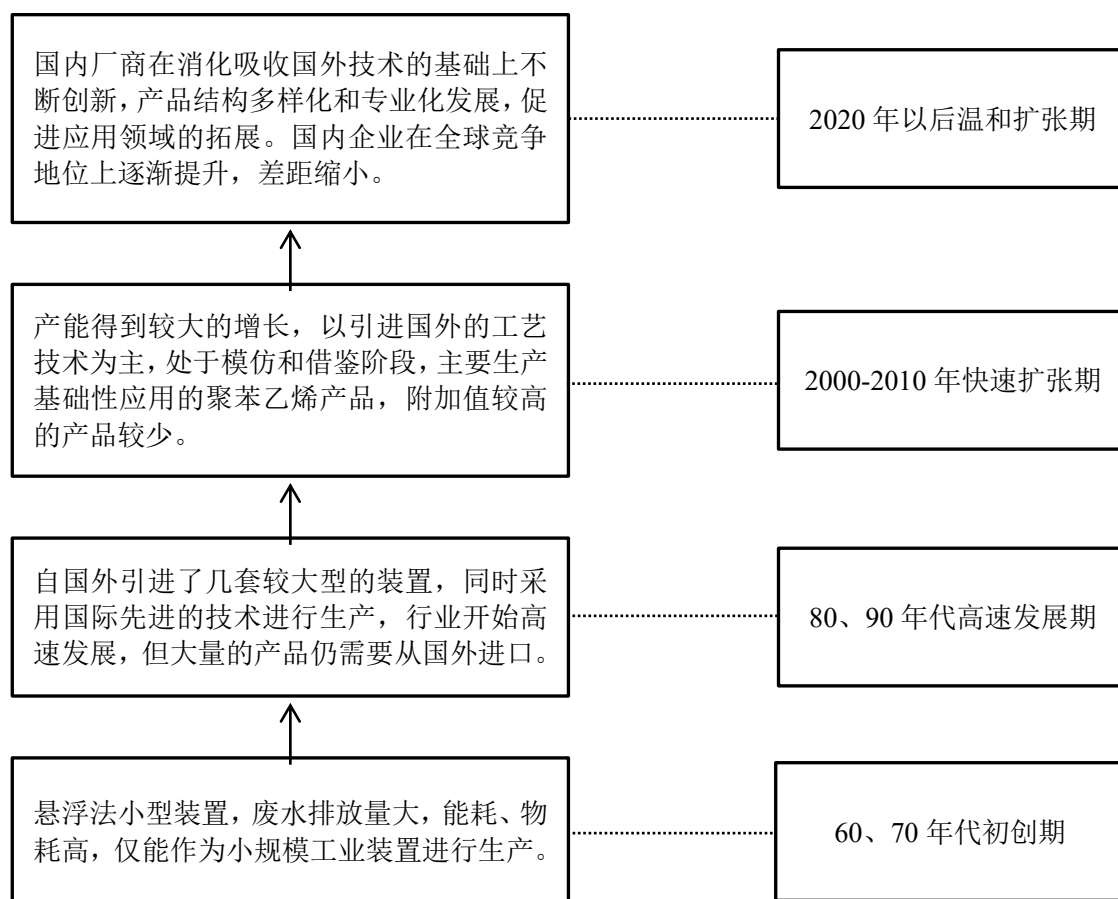 国内厂商在消化吸收国外技术的基础上不
断创新，产品结构多样化和专业化发展，促
进应用领域的拓展。国内企业在全球竞争
地位上逐渐提升，差距缩小。
2020 年以后温和扩张期
产能得到较大的增长，以引进国外的工艺
技术为主，处于模仿和借鉴阶段，主要生产
基础性应用的聚苯乙烯产品，附加值较高
的产品较少。
2000-2010 年快速扩张期
自国外引进了几套较大型的装置，同时采
用国际先进的技术进行生产，行业开始高
速发展，但大量的产品仍需要从国外进口。
80、90 年代高速发展期
悬浮法小型装置，废水排放量大，能耗、物
耗高，仅能作为小规模工业装置进行生产。
60、70 年代初创期